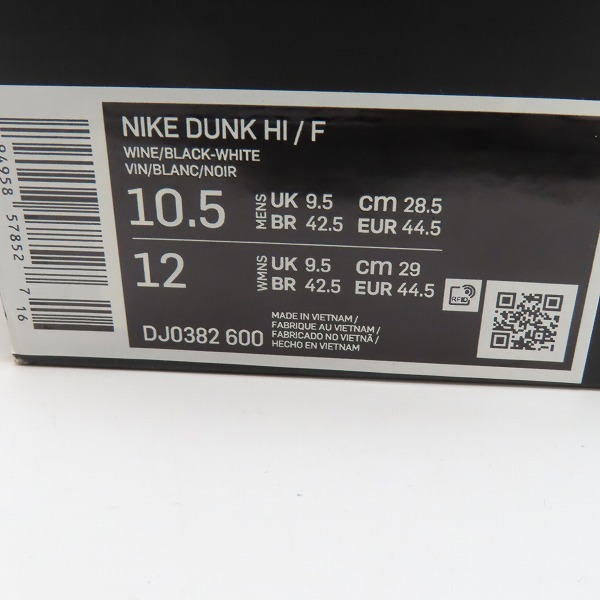 NIKE DUNK HI / F
WINE/BLACK-WHITE
VIN/BLANC/NOIR
10.5 MENS UK 9.5 cm 28.5
BR 42.5 EUR 44.5
12 WMNS UK 9.5 cm 29
BR 42.5 EUR 44.5
RFID
DJ0382 600
MADE IN VIETNAM /
FABRIQUE AU VIETNAM /
FABRICADO NO VIETNÃ /
HECHO EN VIETNAM
94958 57852 7 16